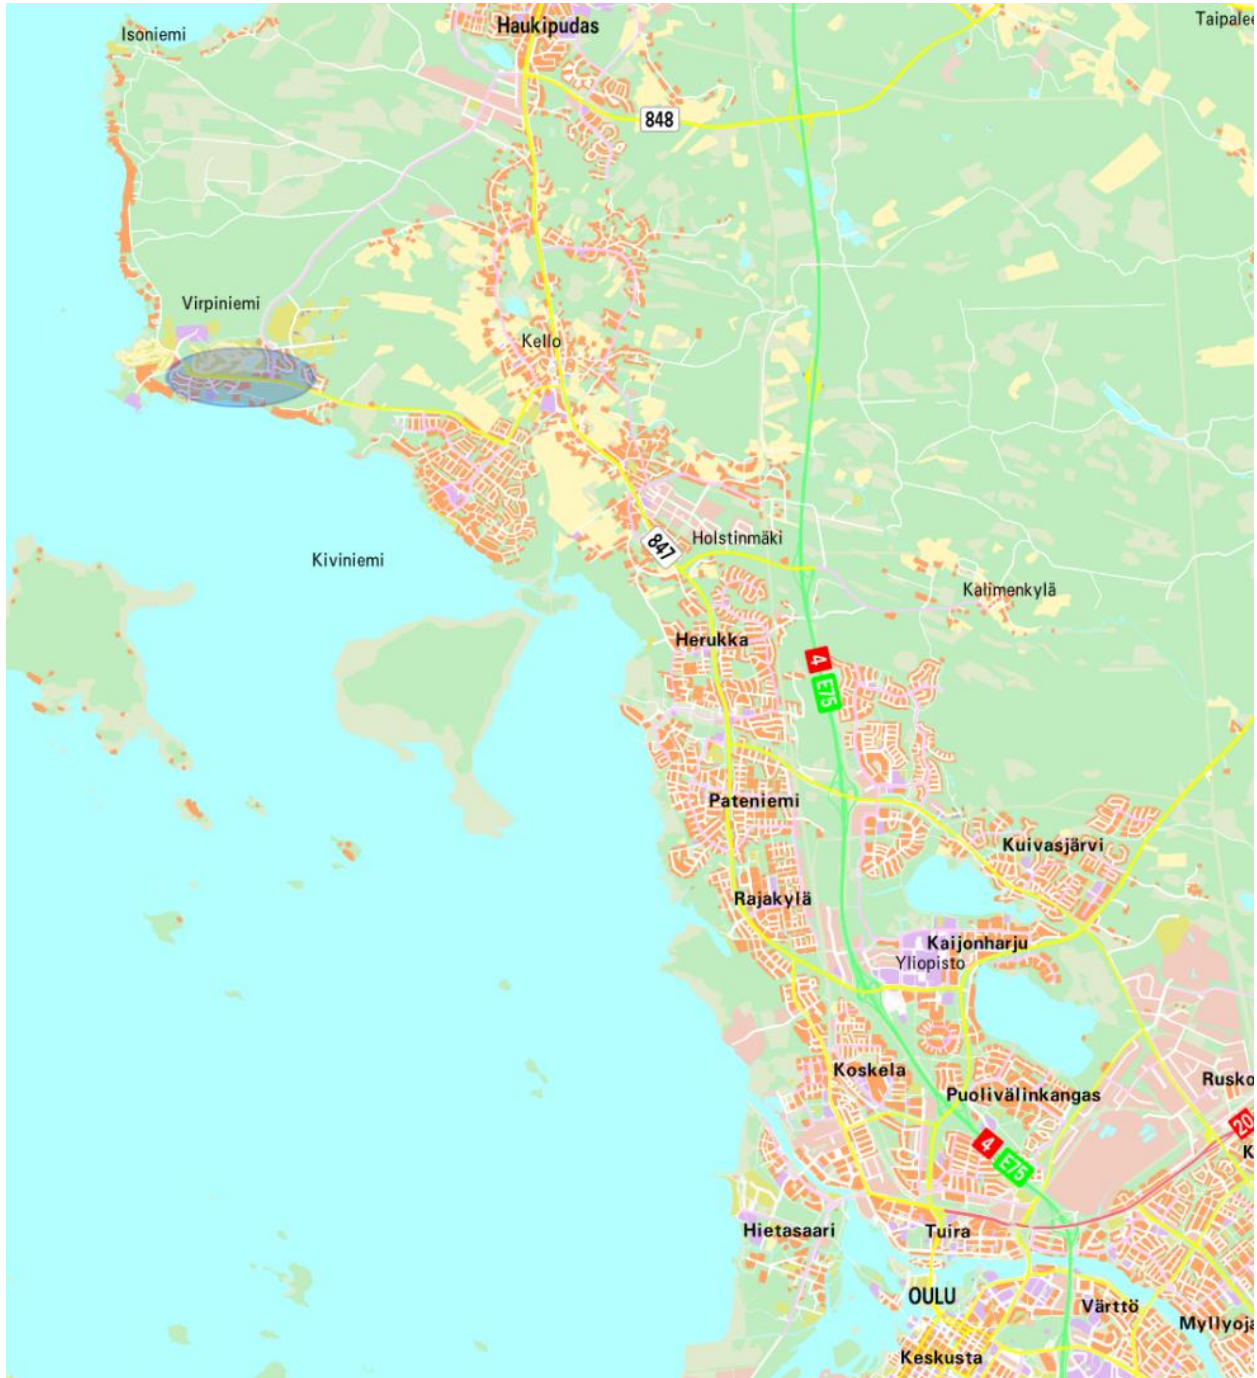 Isoniemi
Haukipudas
Taipalee
848
Virpiniemi
Kello
847
Holstinmäki
Kiviniemi
Kalimenkylä
Herukka
4
E75
Pateniemi
Kuivasjärvi
Rajakylä
Kaijonharju
Yliopisto
Koskela
Rusko
Puolivälinkangas
20
4
E75
K
Hietasaari
Tuira
OULU
Värttö
Myllyoja
Keskusta